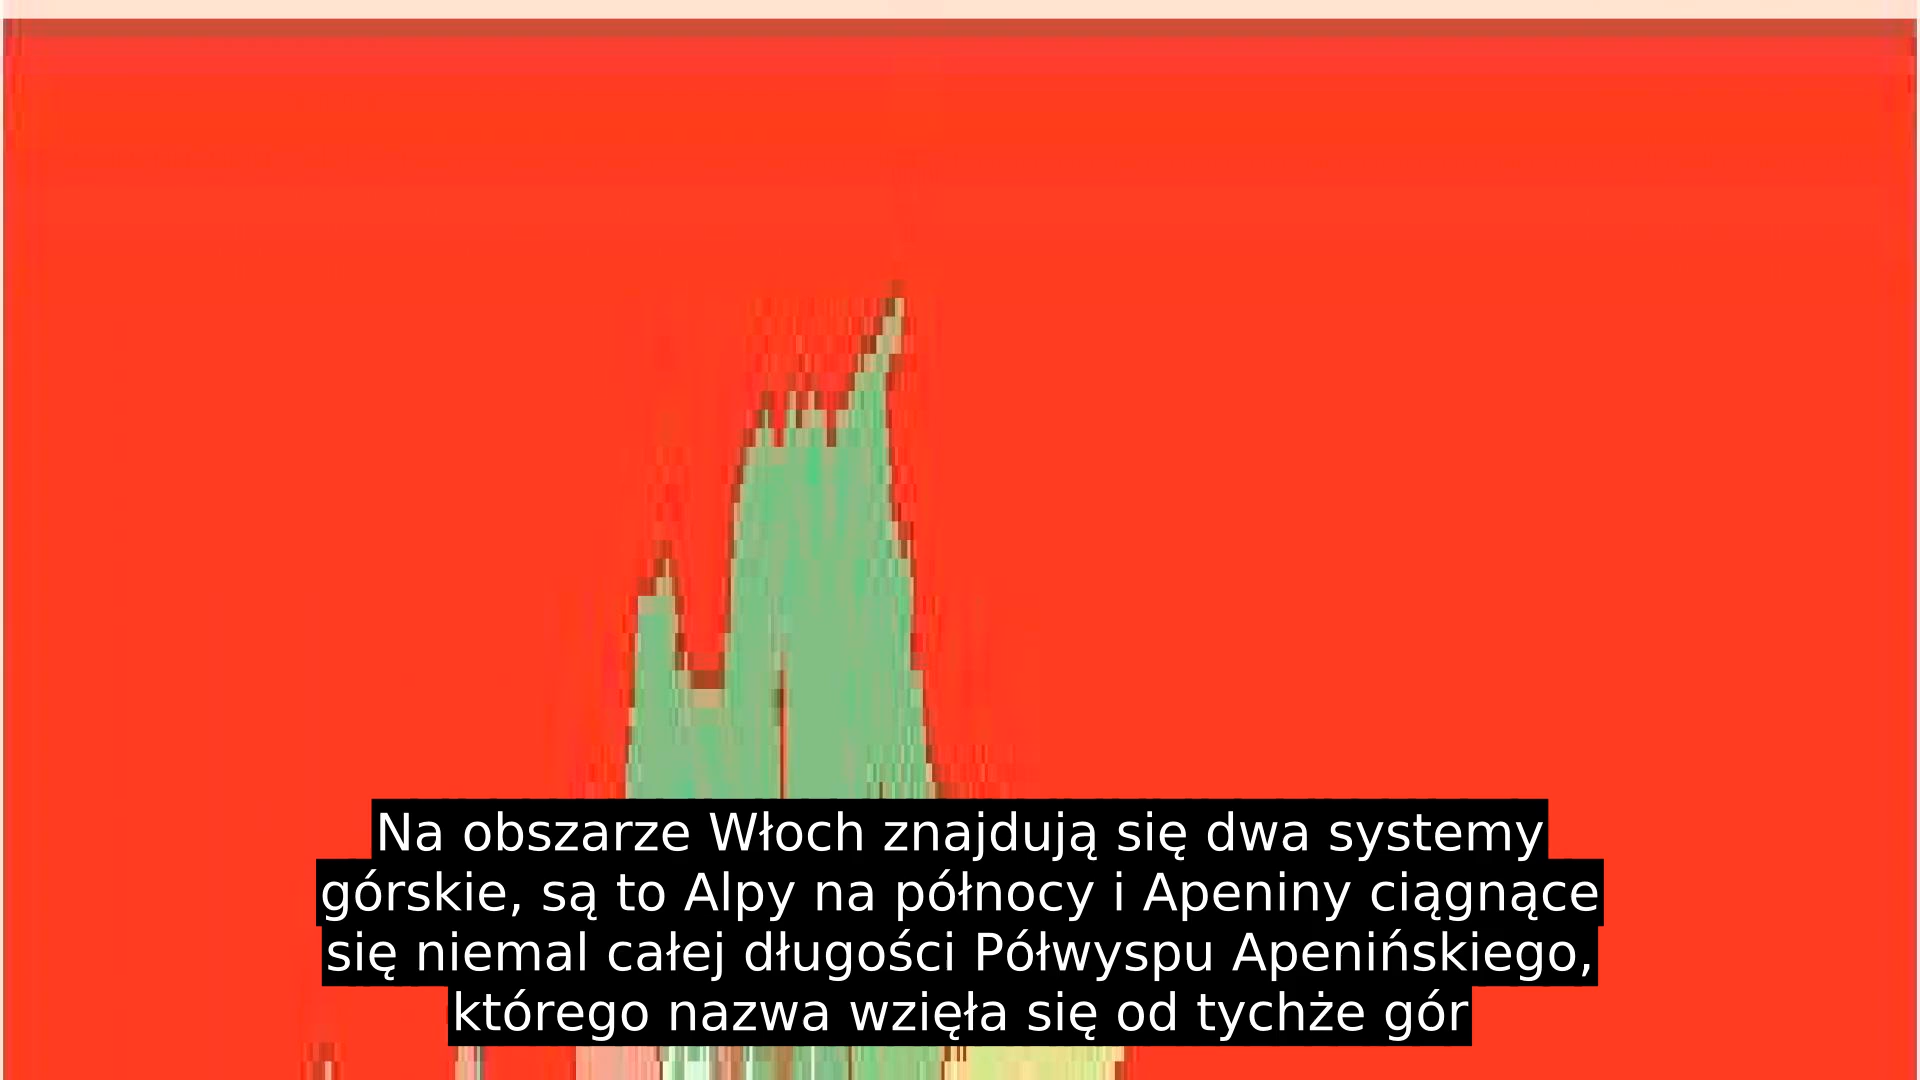 Na obszarze Włoch znajdują się dwa systemy
górskie, są to Alpy na północy i Apeniny ciągnące
się niemal całej długości Półwyspu Apenińskiego,
którego nazwa wzięła się od tychże gór